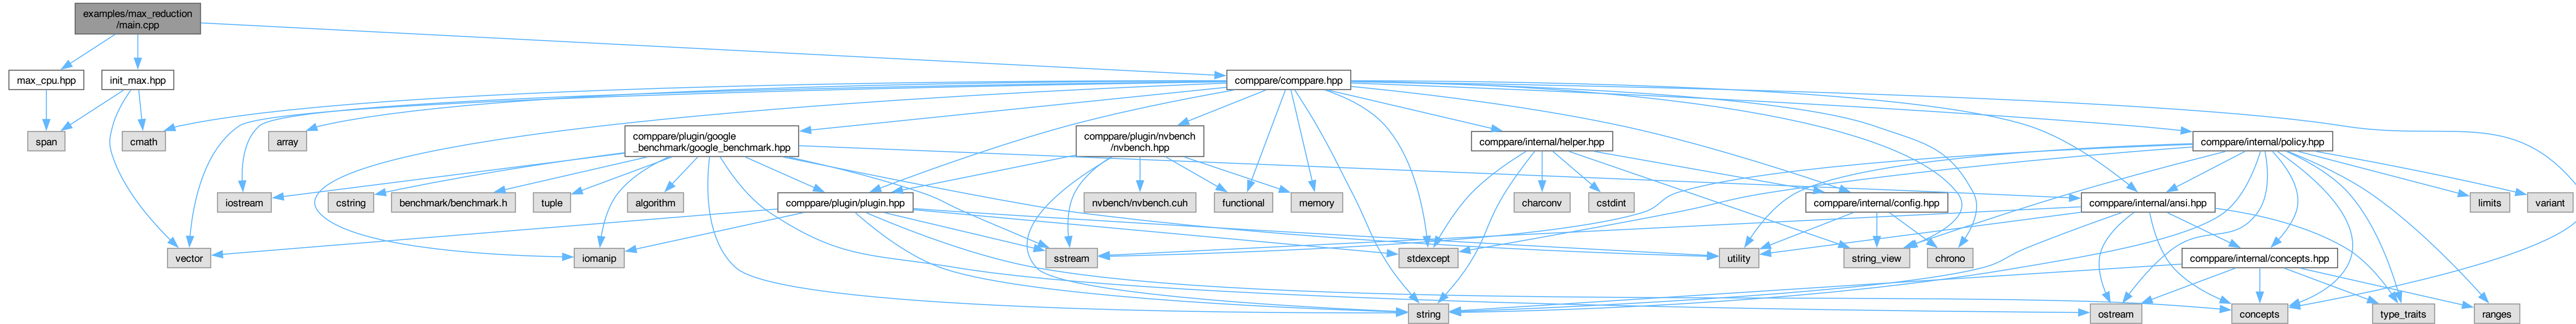 examples/max_reduction
/main.cpp
max_cpu.hpp
init_max.hpp
comppare/comppare.hpp
span
cmath
array
comppare/plugin/google
_benchmark/google_benchmark.hpp
comppare/plugin/nvbench
/nvbench.hpp
comppare/internal/helper.hpp
comppare/internal/policy.hpp
iostream
cstring
benchmark/benchmark.h
tuple
algorithm
comppare/plugin/plugin.hpp
nvbench/nvbench.cuh
functional
memory
charconv
cstdint
comppare/internal/config.hpp
comppare/internal/ansi.hpp
limits
variant
vector
iomanip
sstream
stdexcept
utility
string_view
chrono
comppare/internal/concepts.hpp
string
ostream
concepts
type_traits
ranges